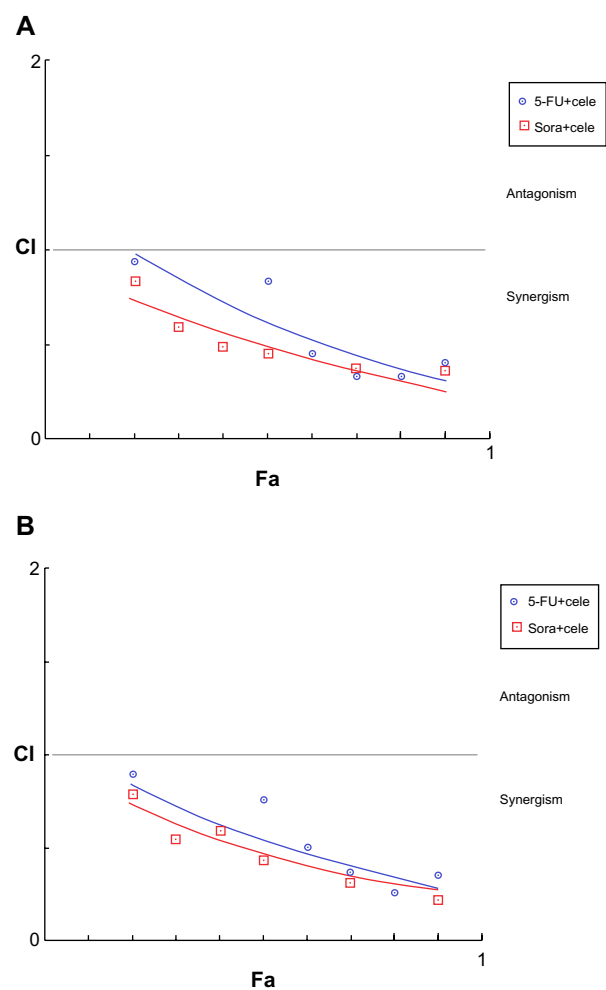 A
2
5-FU+cele
Sora+cele
Antagonism
CI
Synergism
0
1
Fa
B
2
5-FU+cele
Sora+cele
Antagonism
CI
Synergism
0
1
Fa